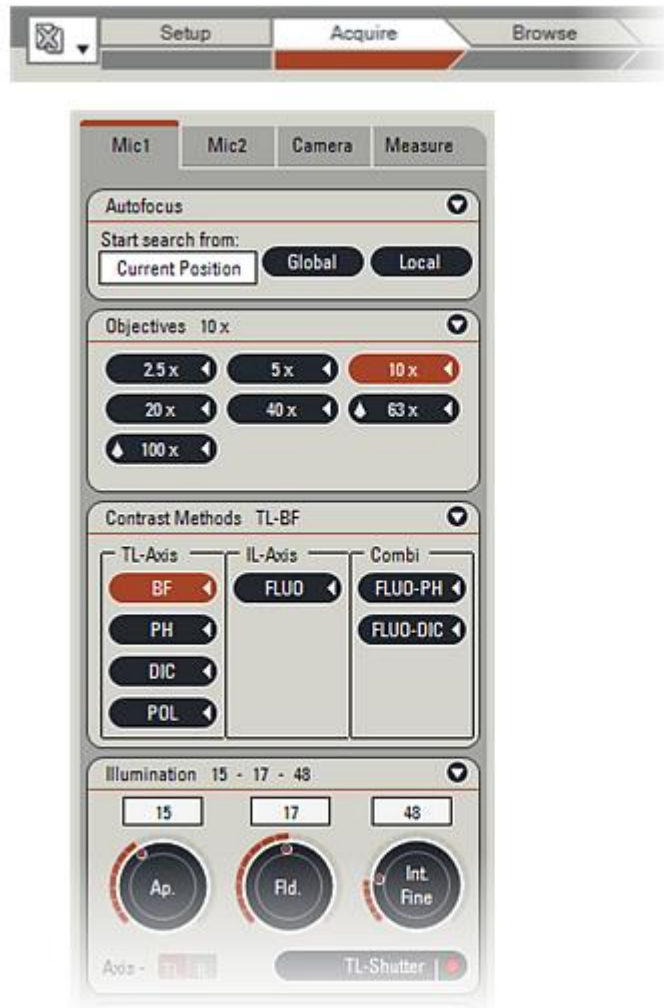 Setup Acquire Browse
Mic1 Mic2 Camera Measure
Autofocus
Start search from:
Current Position Global Local
Objectives 10 x
2.5 x 5 x 10 x
20 x 40 x 63 x
100 x
Contrast Methods TL-BF
TL-Axis IL-Axis Combi
BF FLUO FLUO-PH
PH FLUO-DIC
DIC
POL
Illumination 15 - 17 - 48
15 17 48
Ap. Fld. Int. Fine
Axis - TL IL TL-Shutter